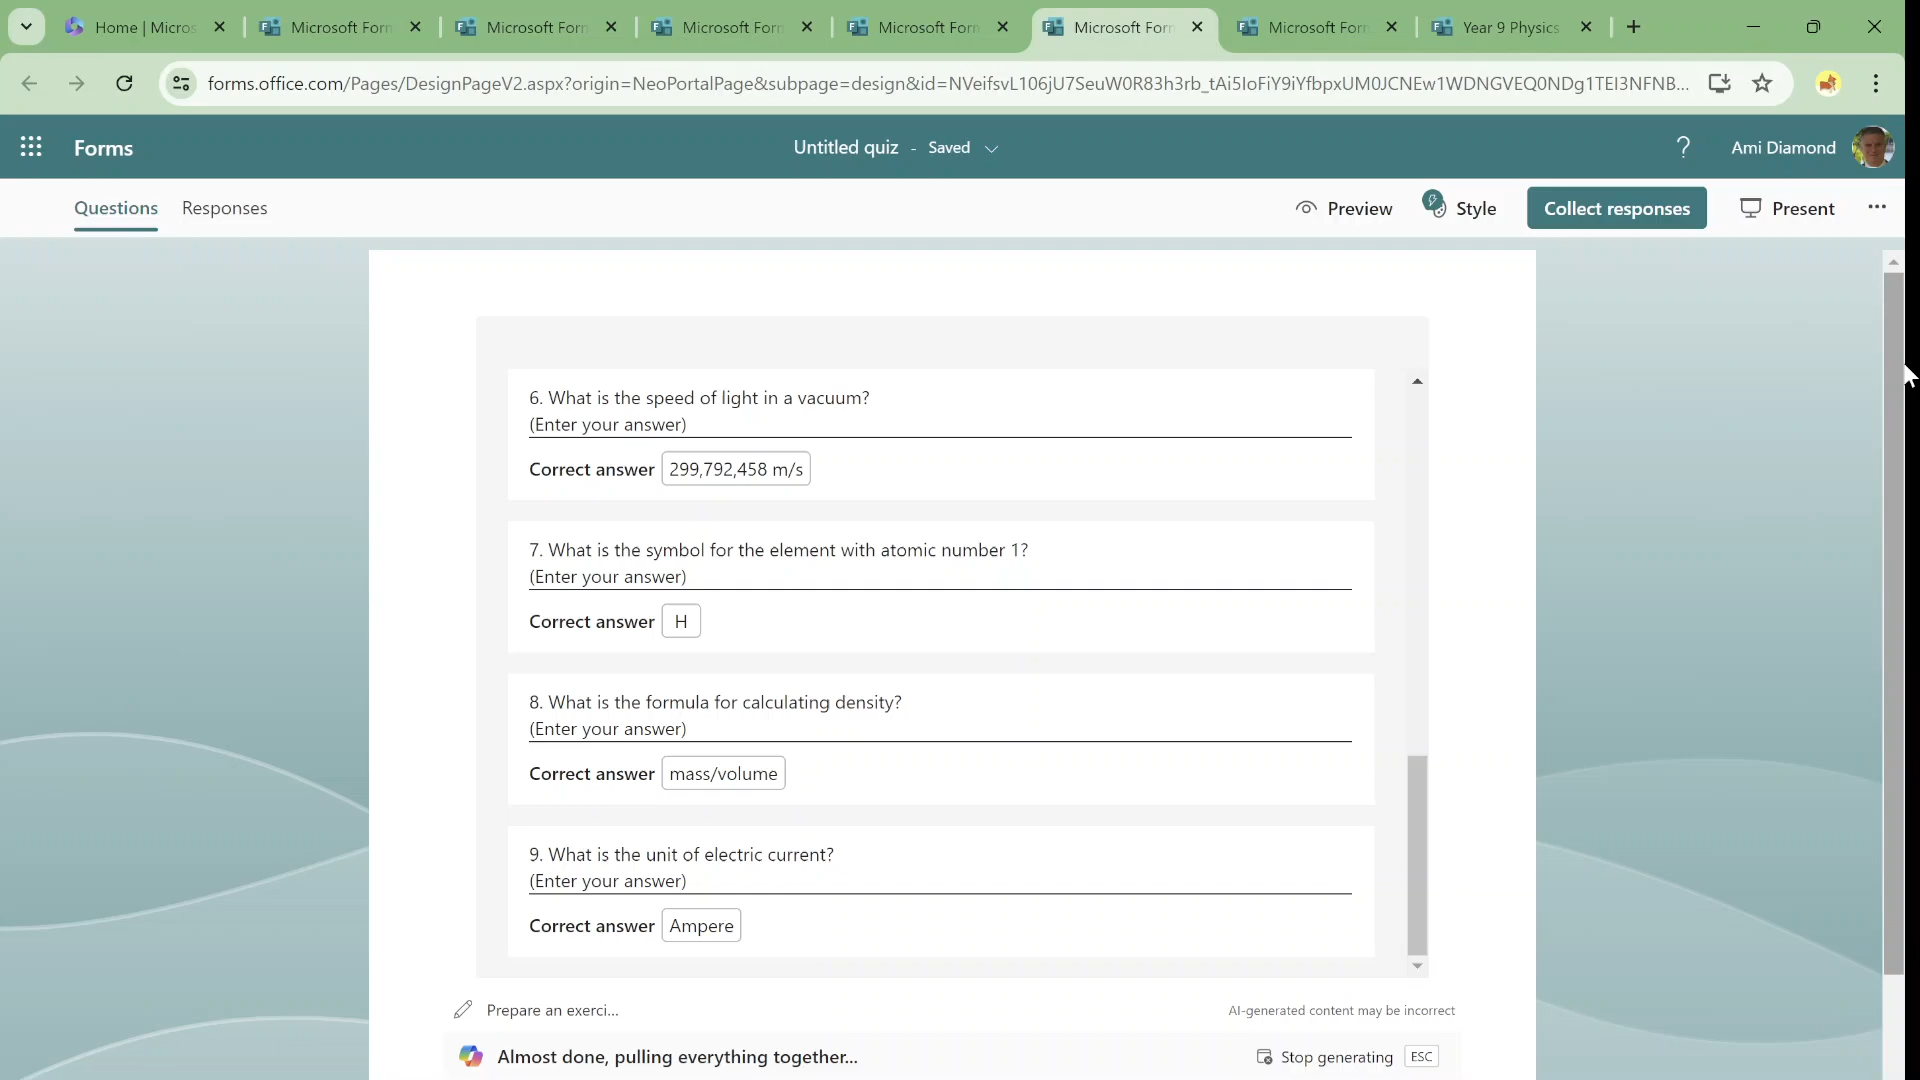 Home | Micros
Microsoft Forn
Microsoft Forn
Microsoft Forn
Microsoft Forn
Microsoft Forn
Microsoft Forn
Year 9 Physics
forms.office.com/Pages/DesignPageV2.aspx?origin=NeoPortalPage&subpage=design&id=NVeifsvL106jU7SeuW0R83h3rb_tAi5IoFiY9iYfbpxUM0JCNEw1WDNGVEQ0NDg1TEI3NFNB...
Forms
Untitled quiz - Saved
?
Ami Diamond
Questions
Responses
Preview
Style
Collect responses
Present
6. What is the speed of light in a vacuum?
(Enter your answer)
Correct answer 299,792,458 m/s
7. What is the symbol for the element with atomic number 1?
(Enter your answer)
Correct answer H
8. What is the formula for calculating density?
(Enter your answer)
Correct answer mass/volume
9. What is the unit of electric current?
(Enter your answer)
Correct answer Ampere
Prepare an exerci...
AI-generated content may be incorrect
Almost done, pulling everything together...
Stop generating ESC